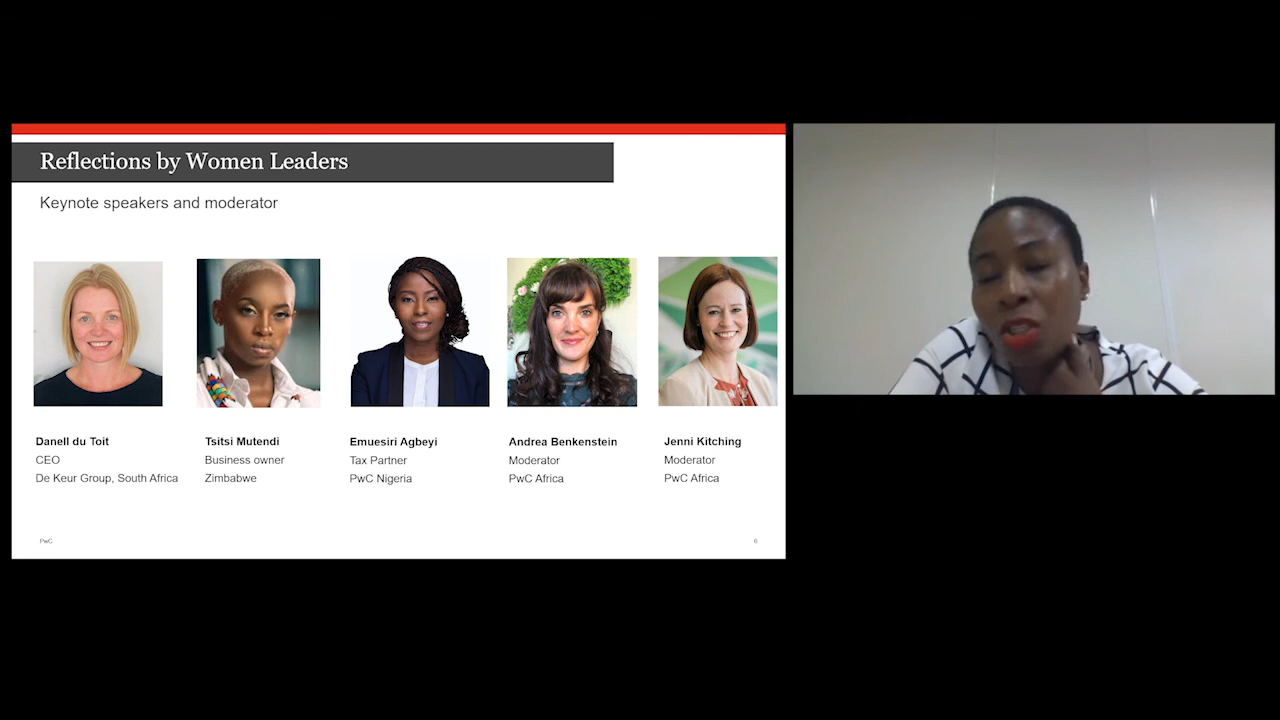 Reflections by Women Leaders
Keynote speakers and moderator
Danell du Toit
CEO
De Keur Group, South Africa
Tsitsi Mutendi
Business owner
Zimbabwe
Emuesiri Agbeyi
Tax Partner
PwC Nigeria
Andrea Benkenstein
Moderator
PwC Africa
Jenni Kitching
Moderator
PwC Africa
PwC
6